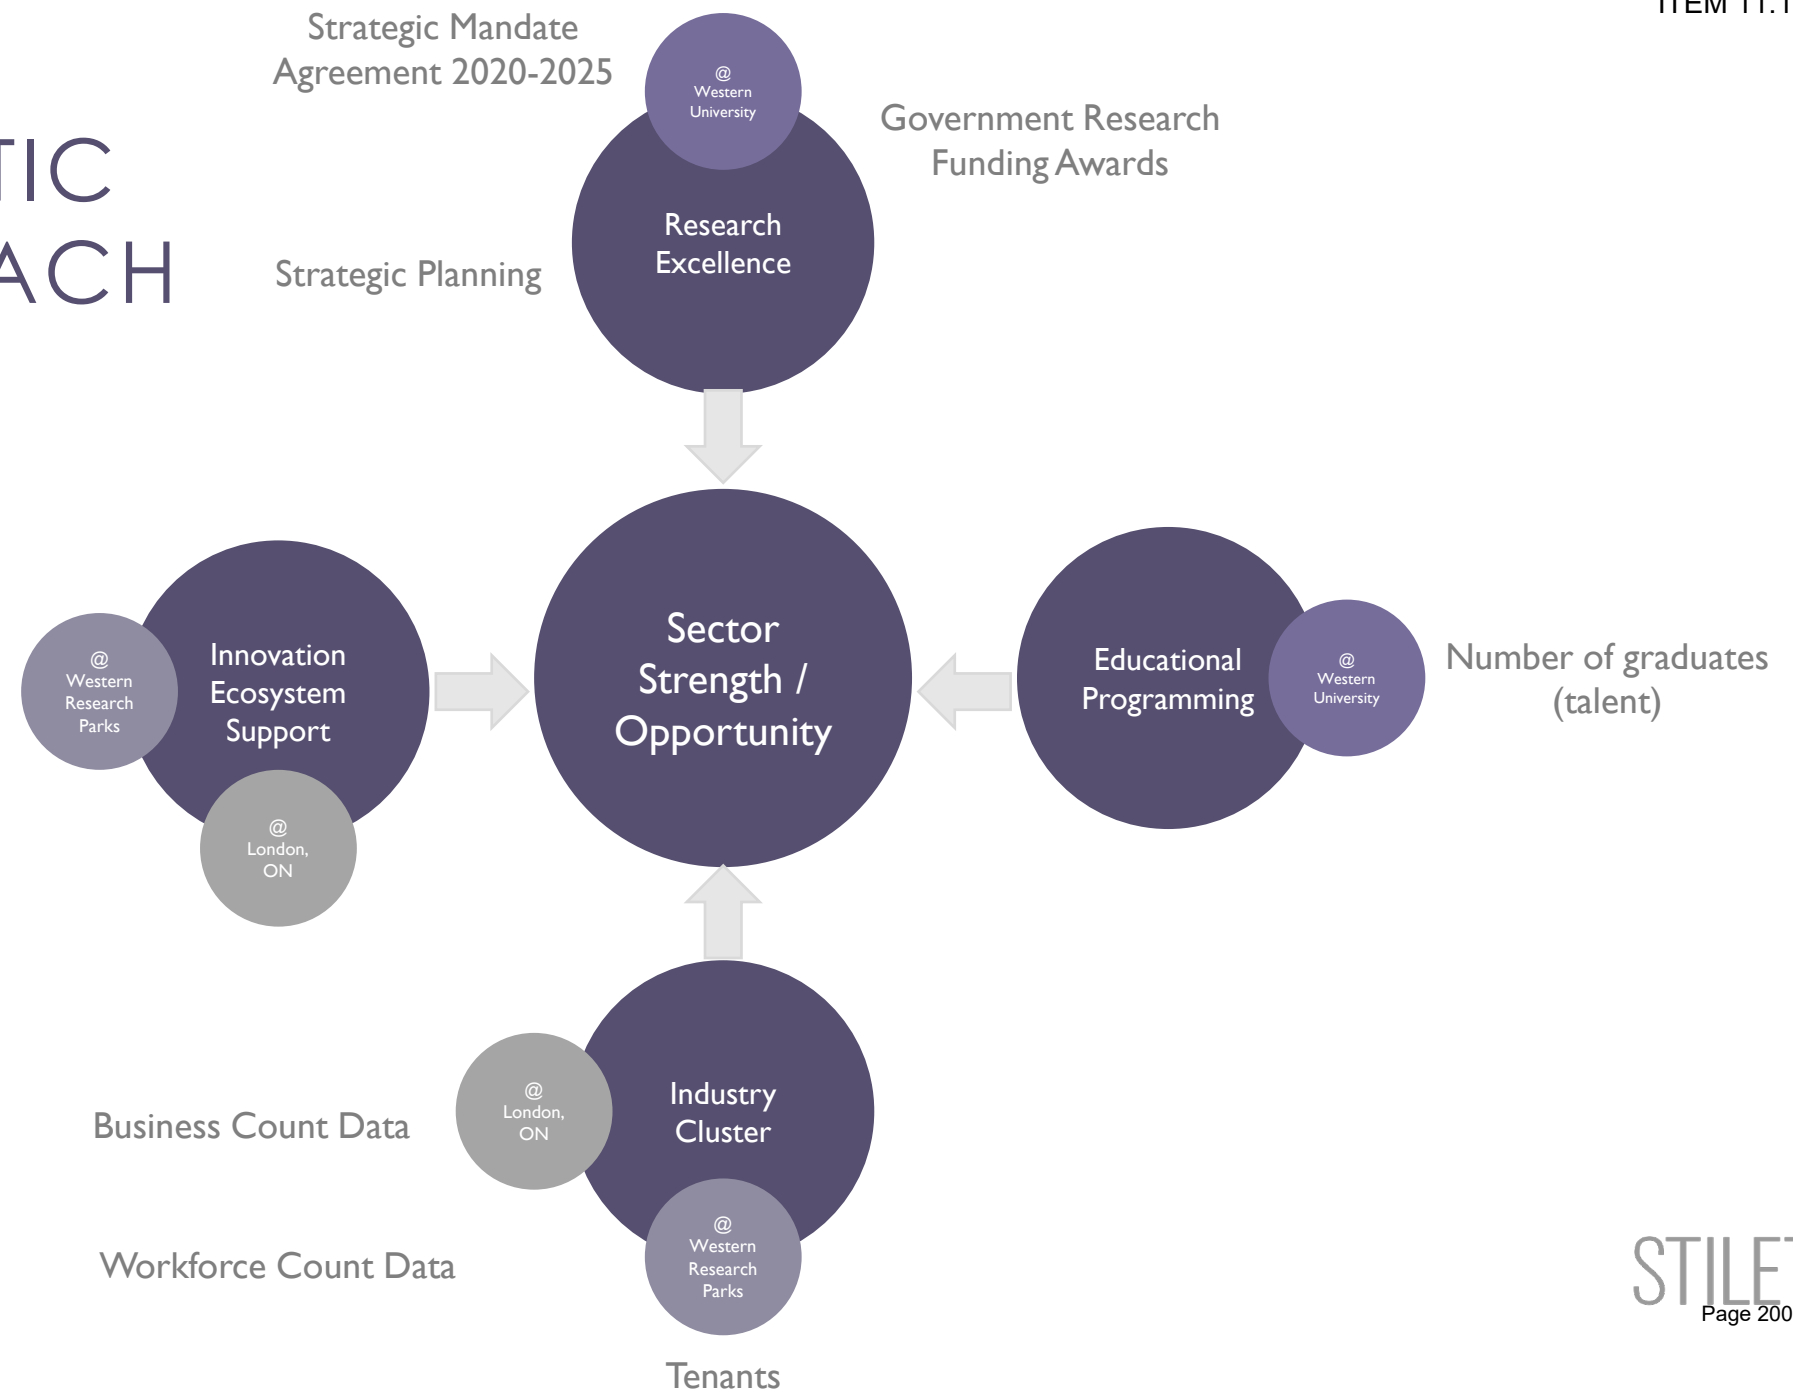 ITEM 11.1
TIC
ACH
Strategic Mandate
Agreement 2020-2025
@
Western
University
Government Research
Funding Awards
Research
Excellence
Strategic Planning
@
Western
Research
Parks
Innovation
Ecosystem
Support
@
London,
ON
Sector
Strength /
Opportunity
Educational
Programming
@
Western
University
Number of graduates
(talent)
@
London,
ON
Industry
Cluster
Business Count Data
@
Western
Research
Parks
Workforce Count Data
Tenants
STILET
Page 200